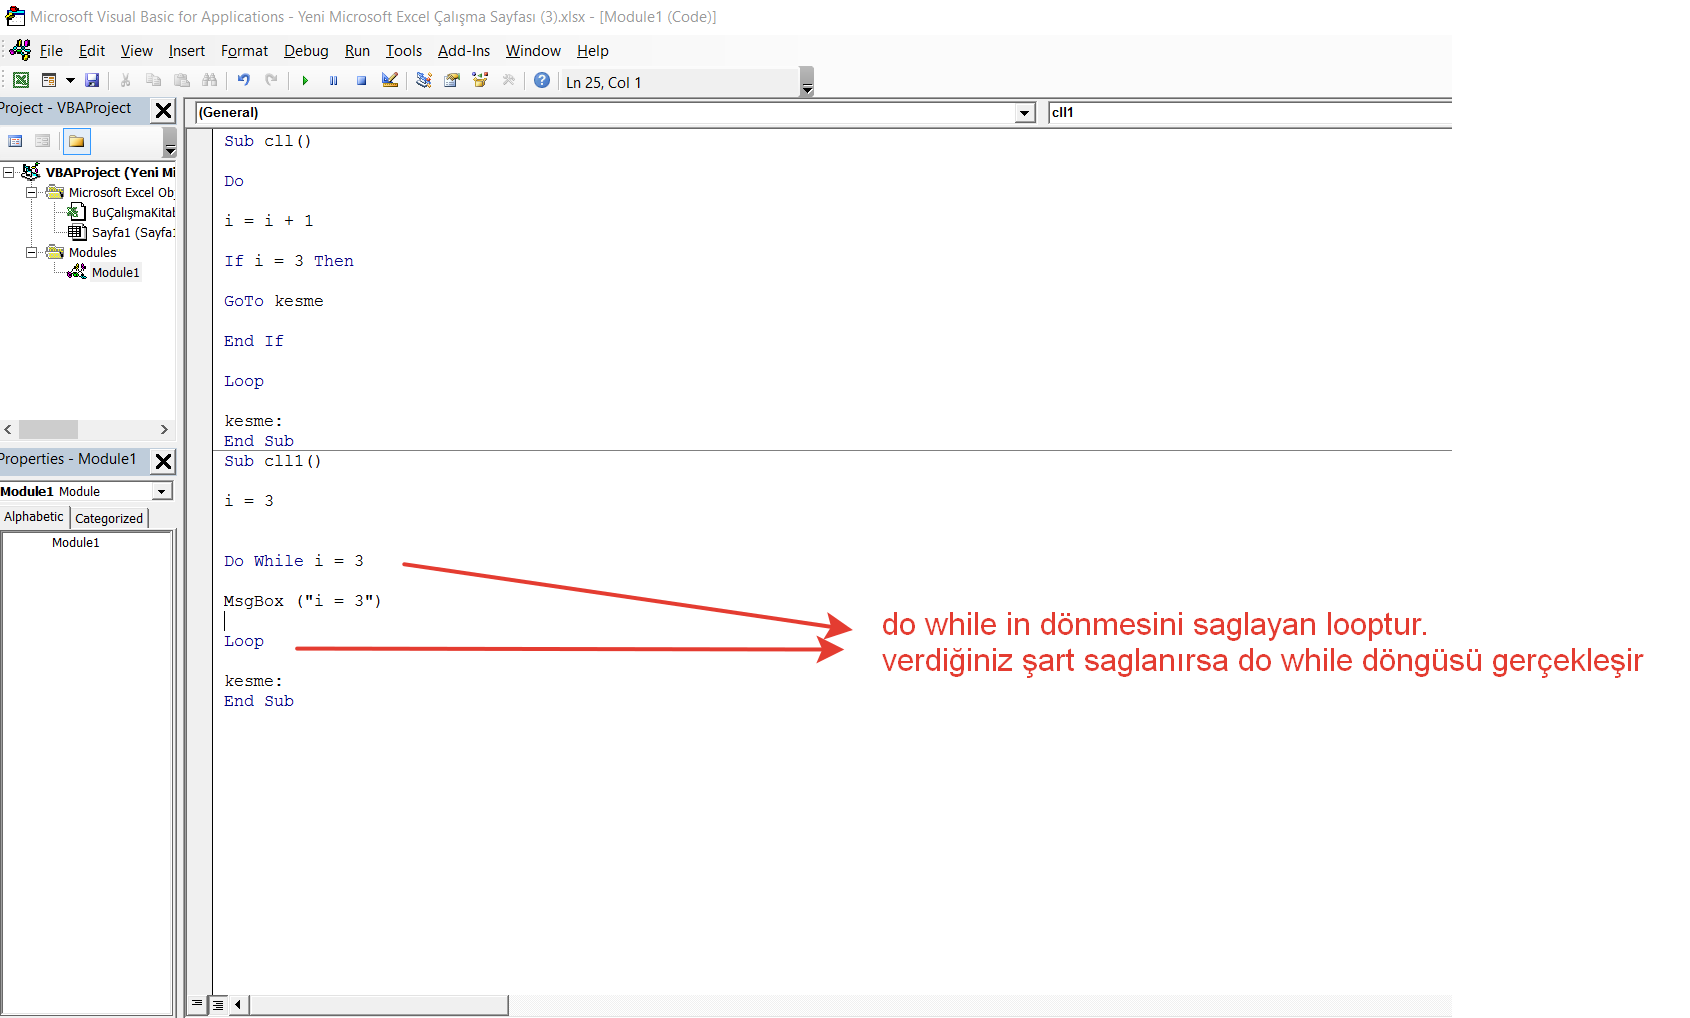 Microsoft Visual Basic for Applications - Yeni Microsoft Excel Çalışma Sayfası (3).xlsx - [Module1 (Code)]
File Edit View Insert Format Debug Run Tools Add-Ins Window Help
Ln 25, Col 1
Project - VBAProject
(General)
cll1
VBAProject (Yeni Mi
Microsoft Excel Ob
BuÇalışmaKitab
Sayfa1 (Sayfa1
Modules
Module1
Properties - Module1
Module1 Module
Alphabetic Categorized
Module1
Sub cll()
Do
i = i + 1
If i = 3 Then
GoTo kesme
End If
Loop
kesme:
End Sub
Sub cll1()
i = 3
Do While i = 3
MsgBox ("i = 3")
Loop
kesme:
End Sub
do while in dönmesini saglayan looptur.
verdiğiniz şart saglanırsa do while döngüsü gerçekleşir